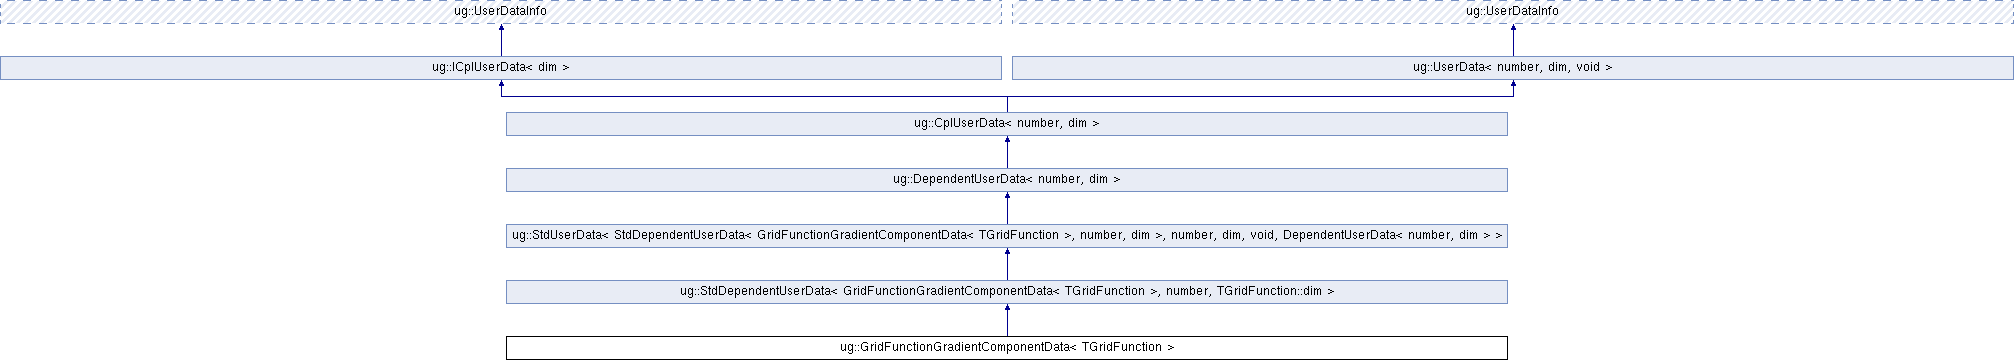 ug::UserDataInfo
ug::UserDataInfo
ug::ICplUserData< dim >
ug::UserData< number, dim, void >
ug::CplUserData< number, dim >
ug::DependentUserData< number, dim >
ug::StdUserData< StdDependentUserData< GridFunctionGradientComponentData< TGridFunction >, number, dim >, number, dim, void, DependentUserData< number, dim > >
ug::StdDependentUserData< GridFunctionGradientComponentData< TGridFunction >, number, TGridFunction::dim >
ug::GridFunctionGradientComponentData< TGridFunction >